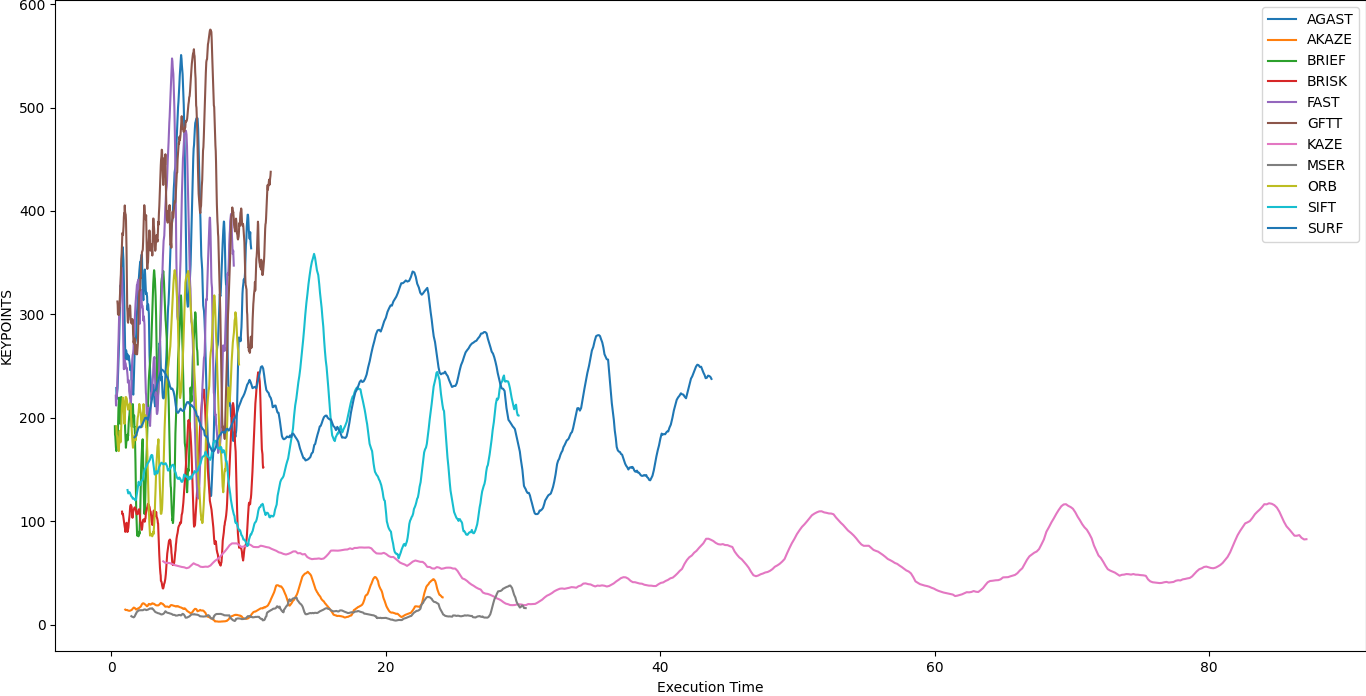 600
500
400
300
200
100
0
KEYPOINTS
0 20 40 60 80
Execution Time
AGAST
AKAZE
BRIEF
BRISK
FAST
GFTT
KAZE
MSER
ORB
SIFT
SURF